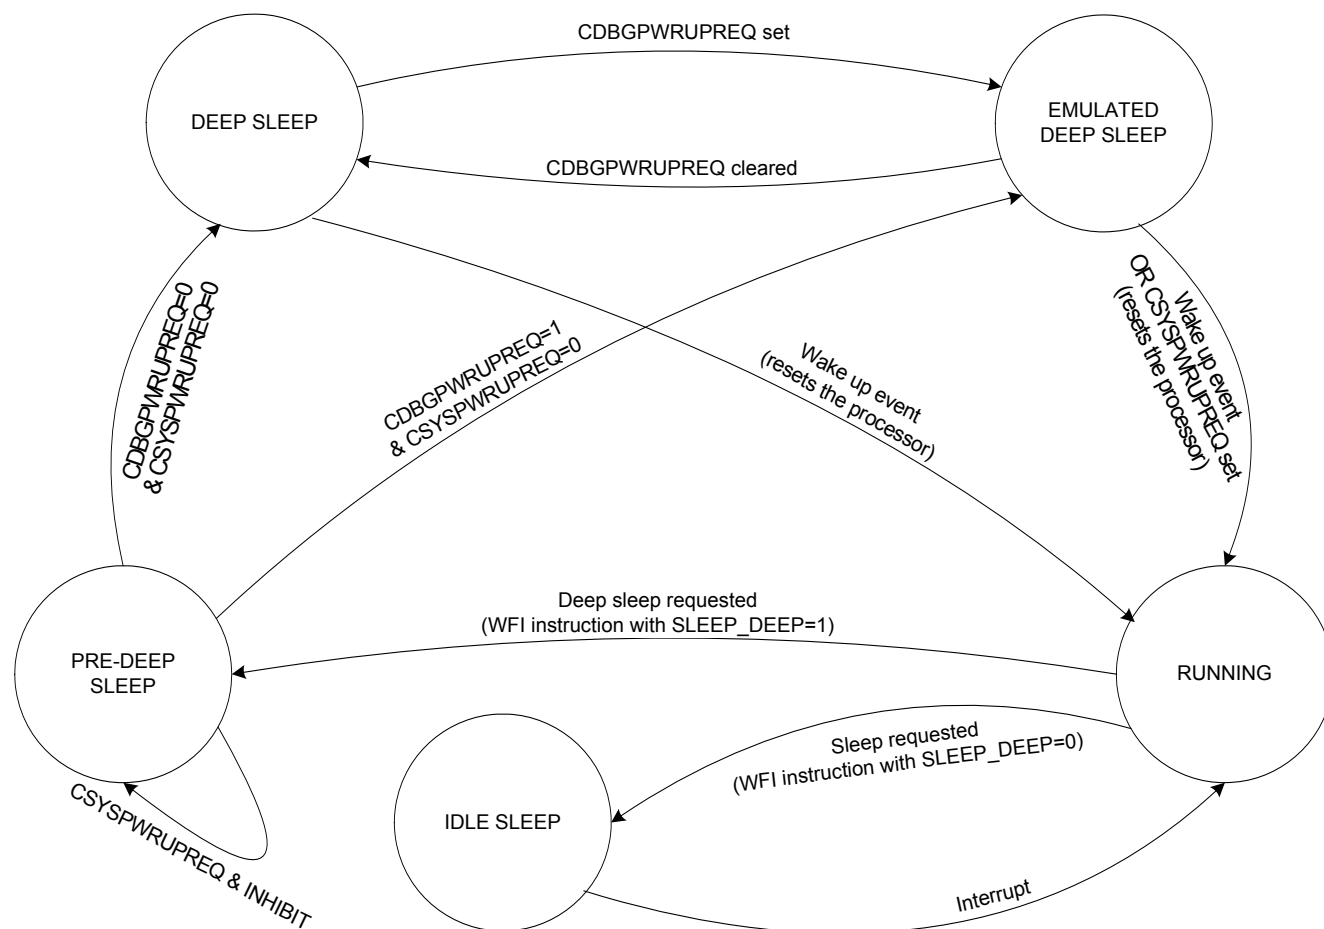 CDBGPWRUPREQ set
DEEP SLEEP
EMULATED
DEEP SLEEP
CDBGPWRUPREQ cleared
CDBGPWRUPREQ=0
& CSYSPWRUPREQ=0
CDBGPWRUPREQ=1
& CSYSPWRUPREQ=0
Wake up event
(resets the processor)
Wake up event
OR CSYSPWRUPREQ set
(resets the processor)
Deep sleep requested
(WFI instruction with SLEEP_DEEP=1)
PRE-DEEP
SLEEP
RUNNING
Sleep requested
(WFI instruction with SLEEP_DEEP=0)
IDLE SLEEP
CSYSPWRUPREQ & INHIBIT
Interrupt